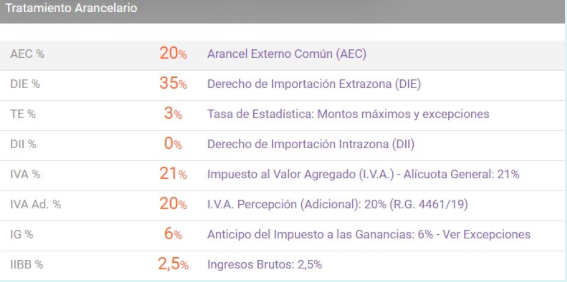 Tratamiento Arancelario
AEC % 20% Arancel Externo Común (AEC)
DIE % 35% Derecho de Importación Extrazona (DIE)
TE % 3% Tasa de Estadística: Montos máximos y excepciones
DII % 0% Derecho de Importación Intrazona (DII)
IVA % 21% Impuesto al Valor Agregado (I.V.A.) - Alícuota General: 21%
IVA Ad. % 20% I.V.A. Percepción (Adicional): 20% (R.G. 4461/19)
IG % 6% Anticipo del Impuesto a las Ganancias: 6% - Ver Excepciones
IIBB % 2,5% Ingresos Brutos: 2,5%